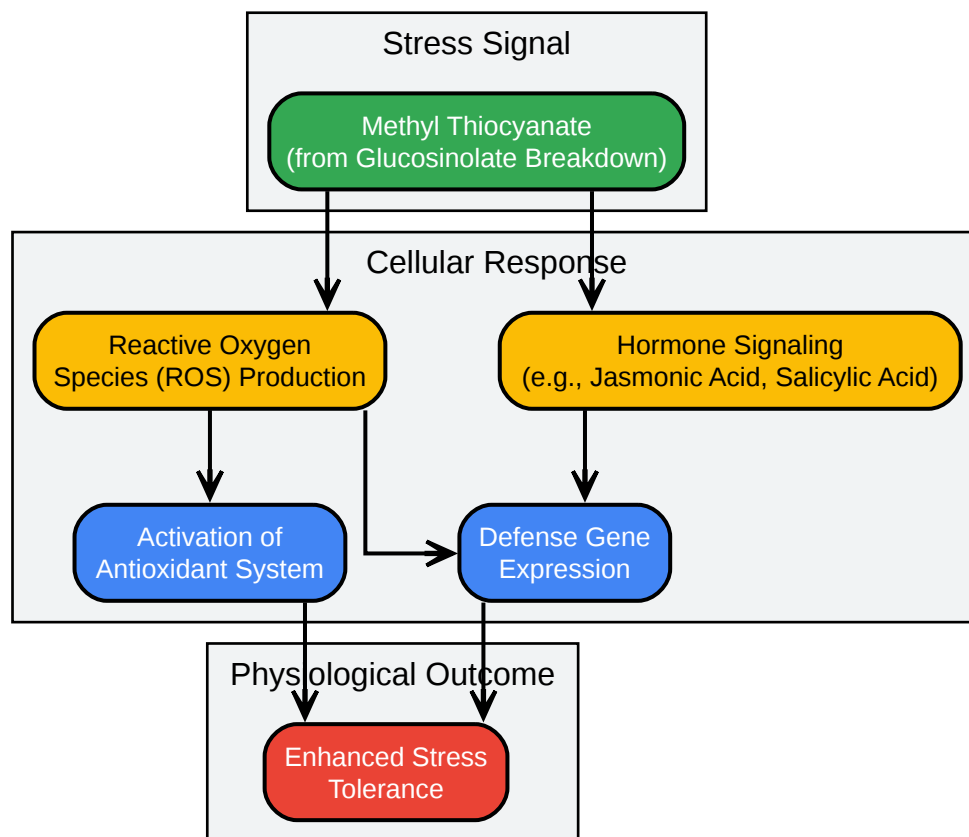 Stress Signal
Methyl Thiocyanate
(from Glucosinolate Breakdown)
Cellular Response
Reactive Oxygen
Species (ROS) Production
Hormone Signaling
(e.g., Jasmonic Acid, Salicylic Acid)
Activation of
Antioxidant System
Defense Gene
Expression
Physiological Outcome
Enhanced Stress
Tolerance